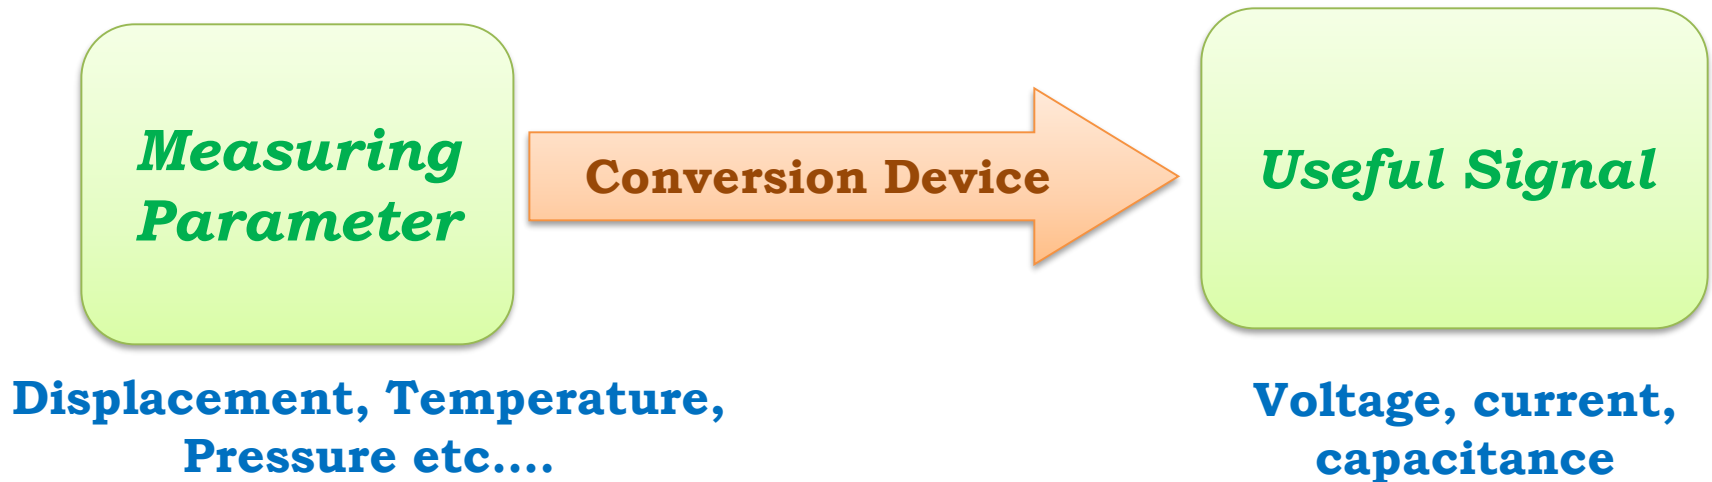 Measuring
Parameter
Conversion Device
Useful Signal
Displacement, Temperature,
Pressure etc....
Voltage, current,
capacitance